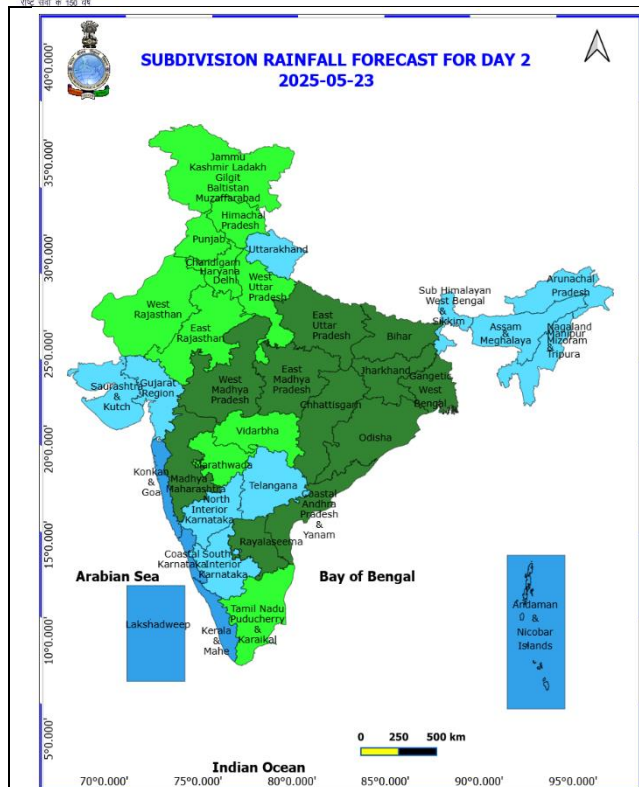 राष्ट्र सेवा के 150 वर्ष
SUBDIVISION RAINFALL FORECAST FOR DAY 2
2025-05-23
40°0.000'
35°0.000'
30°0.000'
25°0.000'
20°0.000'
15°0.000'
10°0.000'
5°0.000'
Jammu
Kashmir Ladakh
Gilgit
Baltistan
Muzaffarabad
Himachal
Pradesh
Punjab
Uttarakhand
Chandigarh
Haryana
Delhi
West
Uttar
Pradesh
West
Rajasthan
East
Rajasthan
East
Uttar
Pradesh
Bihar
Sub Himalayan
West Bengal
&
Sikkim
Arunachal
Pradesh
Assam
&
Meghalaya
Nagaland
Manipur
Mizoram
&
Tripura
Saurashtra
&
Kutch
Gujarat
Region
West
Madhya
Pradesh
East
Madhya
Pradesh
Jharkhand
Gangetic
West
Bengal
Chhattisgarh
Odisha
Vidarbha
Konkan
&
Goa
Madhya
Maharashtra
Marathwada
Telangana
North
Interior
Karnataka
Coastal
Andhra
Pradesh
&
Yanam
Rayalaseema
Coastal
Karnataka
South
Interior
Karnataka
Arabian Sea
Bay of Bengal
Lakshadweep
Kerala
&
Mahe
Tamil Nadu
Puducherry
&
Karaikal
Andaman
&
Nicobar
Islands
0 250 500 km
Indian Ocean
70°0.000' 75°0.000' 80°0.000' 85°0.000' 90°0.000' 95°0.000'